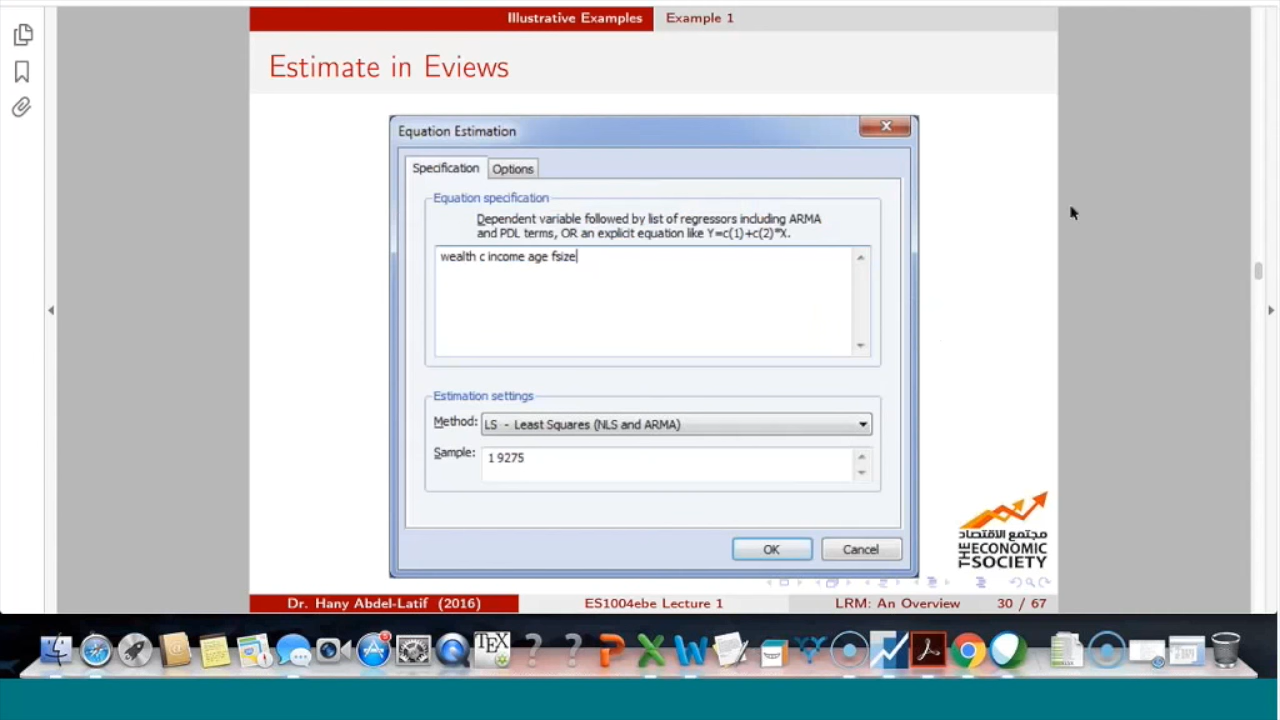 Illustrative Examples Example 1
Estimate in Eviews
Equation Estimation
Specification Options
Equation specification
Dependent variable followed by list of regressors including ARMA
and PDL terms, OR an explicit equation like Y=c(1)+c(2)*X.
wealth c income age fsize
Estimation settings
Method: LS - Least Squares (NLS and ARMA)
Sample: 1 9275
OK Cancel
مجتمع الاقتصاد
THE ECONOMIC
SOCIETY
Dr. Hany Abdel-Latif (2016) ES1004ebe Lecture 1 LRM: An Overview 30 / 67
TEX